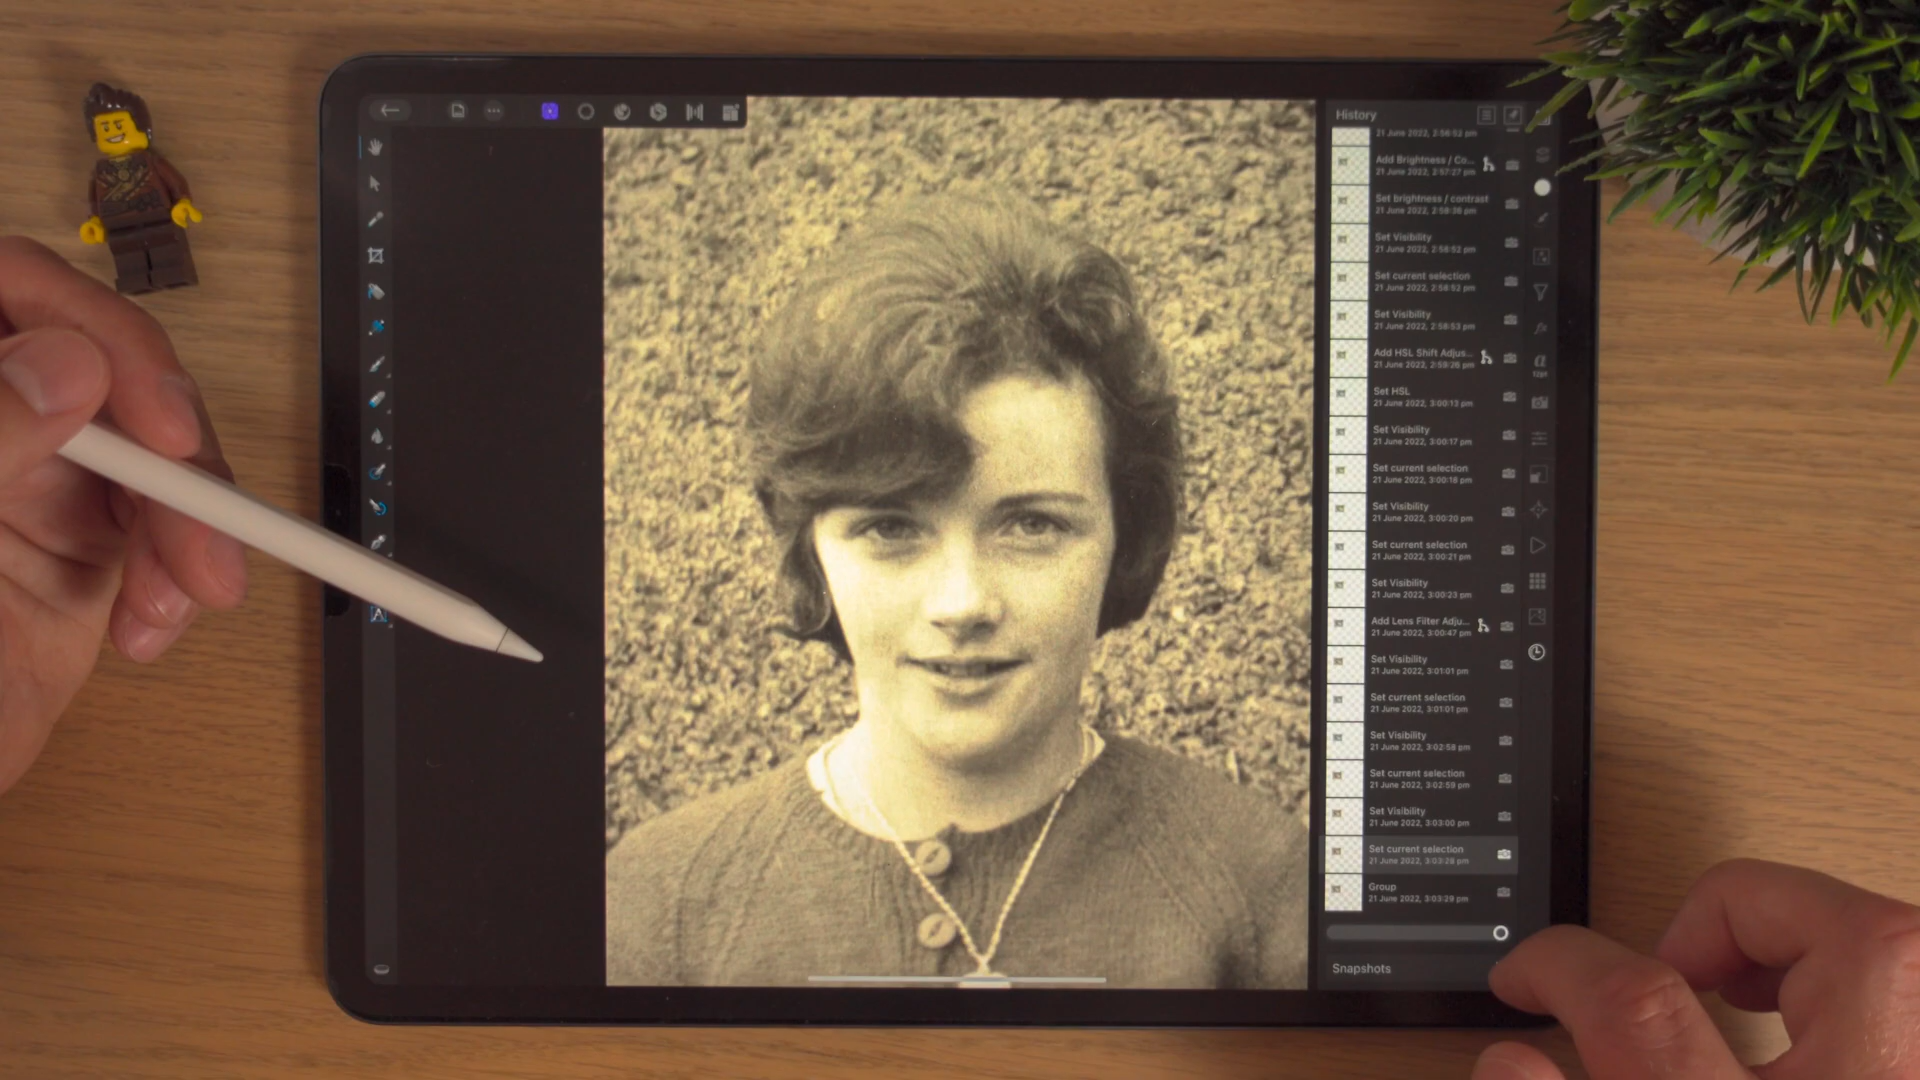 History
21 June 2022, 2:56:52 pm
Add Brightness / Co...
21 June 2022, 2:57:27 pm
Set brightness / contrast
21 June 2022, 2:58:36 pm
Set Visibility
21 June 2022, 2:58:52 pm
Set current selection
21 June 2022, 2:58:52 pm
Set Visibility
21 June 2022, 2:58:53 pm
Add HSL Shift Adjus...
21 June 2022, 2:59:26 pm
Set HSL
21 June 2022, 3:00:13 pm
Set Visibility
21 June 2022, 3:00:17 pm
Set current selection
21 June 2022, 3:00:18 pm
Set Visibility
21 June 2022, 3:00:20 pm
Set current selection
21 June 2022, 3:00:21 pm
Set Visibility
21 June 2022, 3:00:23 pm
Add Lens Filter Adju...
21 June 2022, 3:00:47 pm
Set Visibility
21 June 2022, 3:01:01 pm
Set current selection
21 June 2022, 3:01:01 pm
Set Visibility
21 June 2022, 3:02:58 pm
Set current selection
21 June 2022, 3:02:59 pm
Set Visibility
21 June 2022, 3:03:00 pm
Set current selection
21 June 2022, 3:03:28 pm
Group
21 June 2022, 3:03:29 pm
Snapshots
fx
a
12pt
A